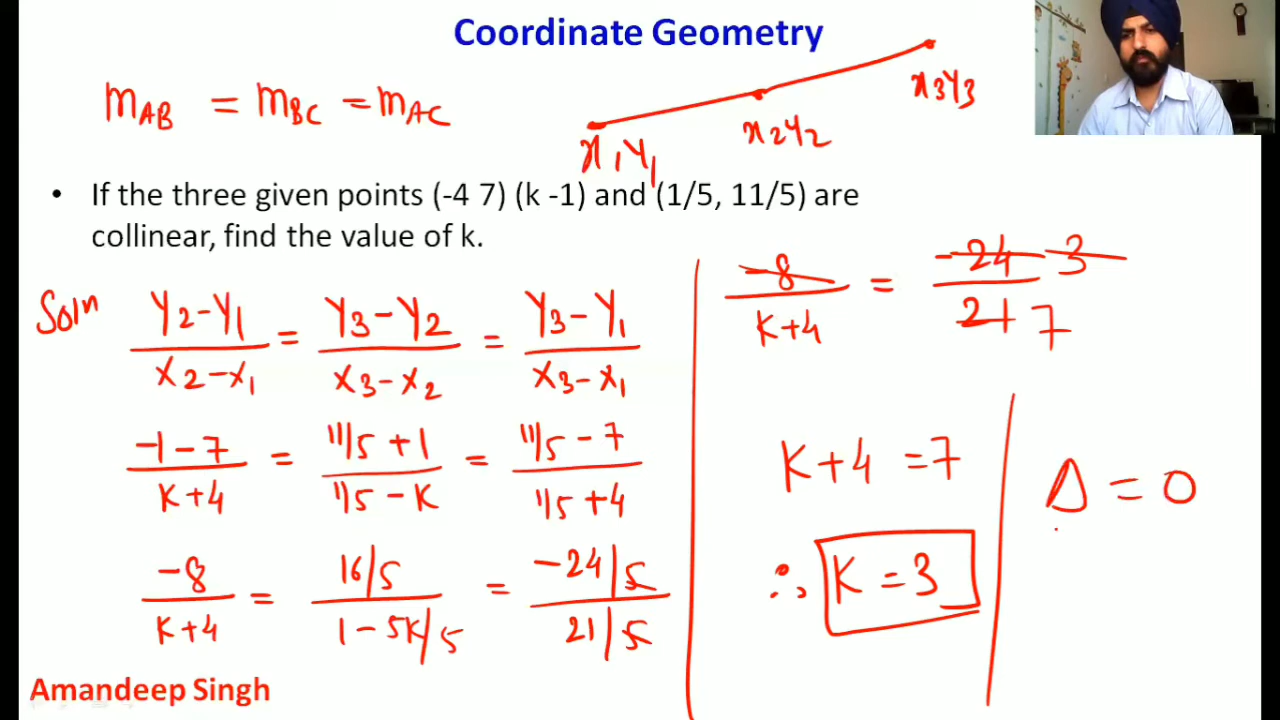 Coordinate Geometry
mAB = mBC = mAC
x1y1
x2y2
x3y3
• If the three given points (-4 7) (k -1) and (1/5, 11/5) are
collinear, find the value of k.
Soln
Y2-Y1/X2-X1 = Y3-Y2/X3-X2 = Y3-Y1/X3-X1
-1-7/K+4 = 11/5+1/1/5-K = 11/5-7/1/5+4
-8/K+4 = 16/5/1-5K/5 = -24/5/21/5
-8/K+4 = -24 3/21 7
K+4 = 7
∴ K = 3
Δ = 0
Amandeep Singh